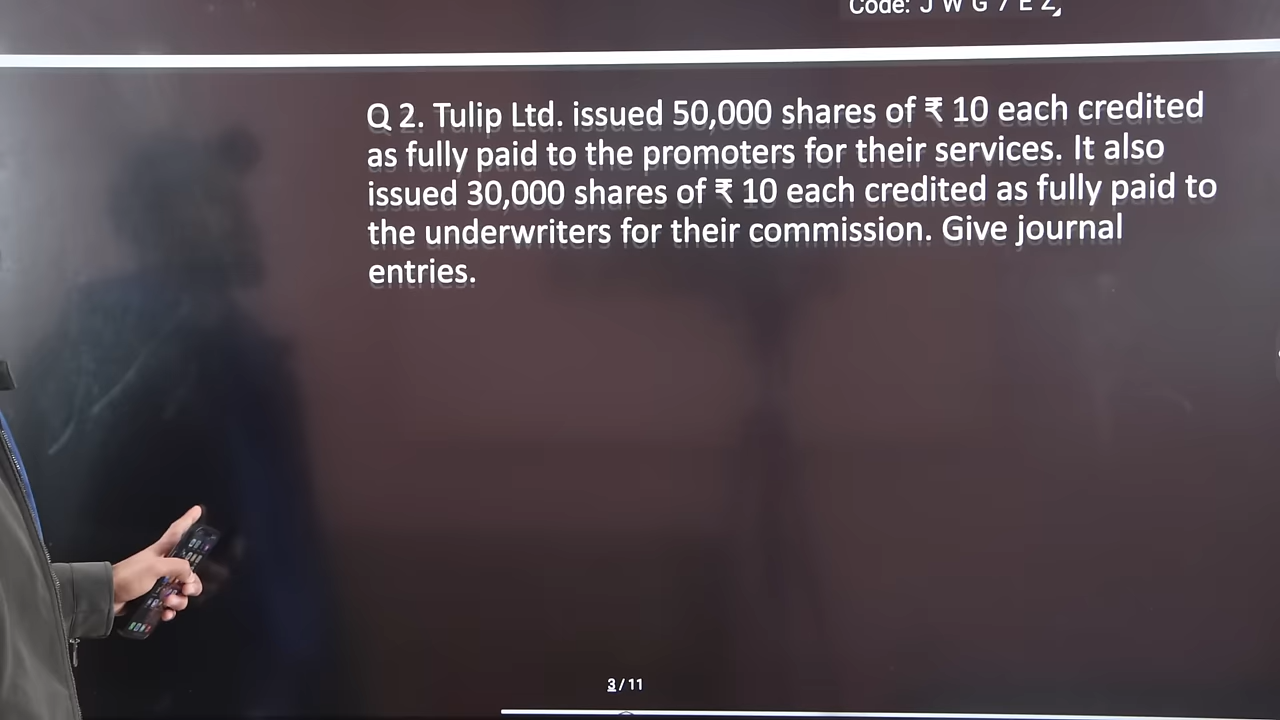 Code: J W G 7 E Z
Q 2. Tulip Ltd. issued 50,000 shares of ₹ 10 each credited
as fully paid to the promoters for their services. It also
issued 30,000 shares of ₹ 10 each credited as fully paid to
the underwriters for their commission. Give journal
entries.
3 / 11